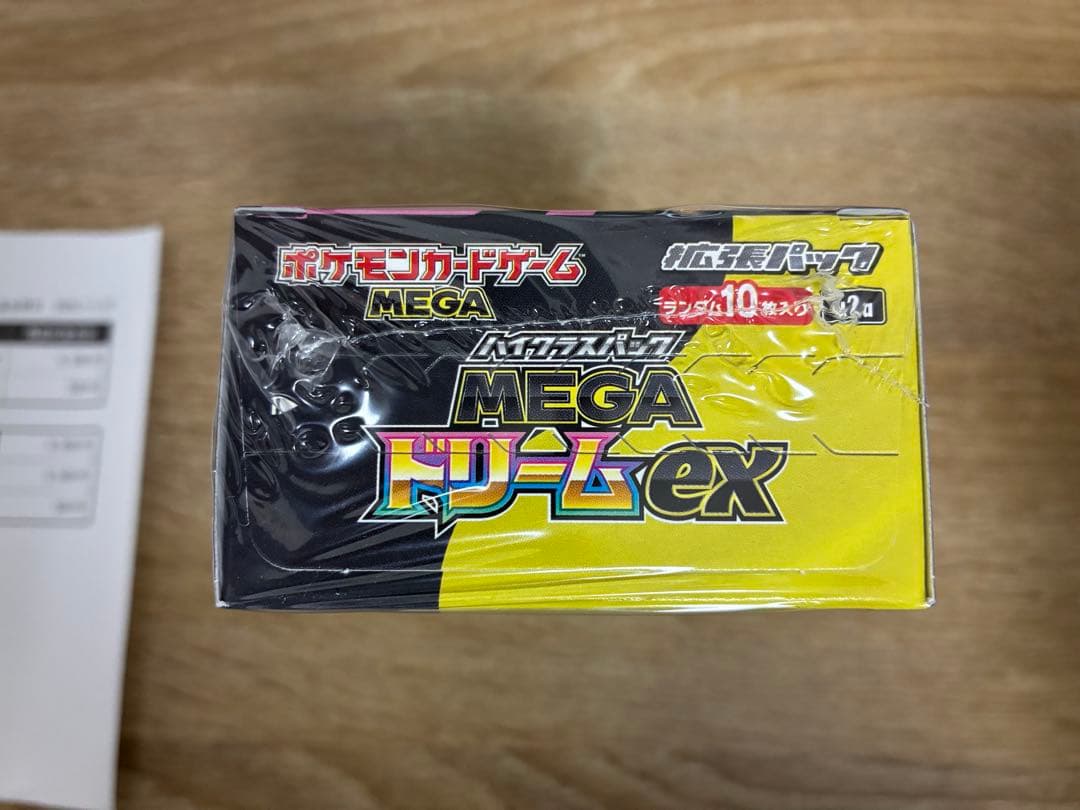 ポケモンカードゲーム
MEGA
拡張パック
ランダム10枚入り
ハイクラスパック
MEGA
ドリームex